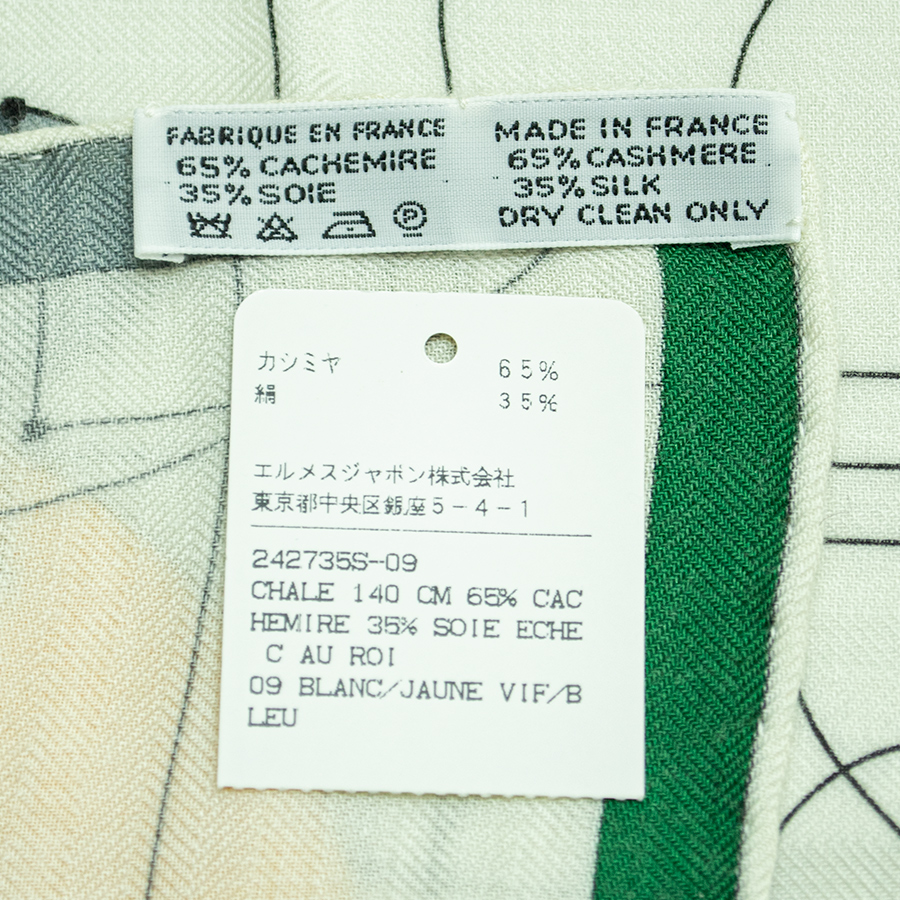 FABRIQUE EN FRANCE
65% CACHEMIRE
35% SOIE
MADE IN FRANCE
65% CASHMERE
35% SILK
DRY CLEAN ONLY
カシミヤ 65%
絹 35%
エルメスジャポン株式会社
東京都中央区銀座5-4-1
242735S-09
CHALE 140 CM 65% CAC
HEMIRE 35% SOIE ECHE
C AU ROI
09 BLANC/JAUNE VIF/B
LEU